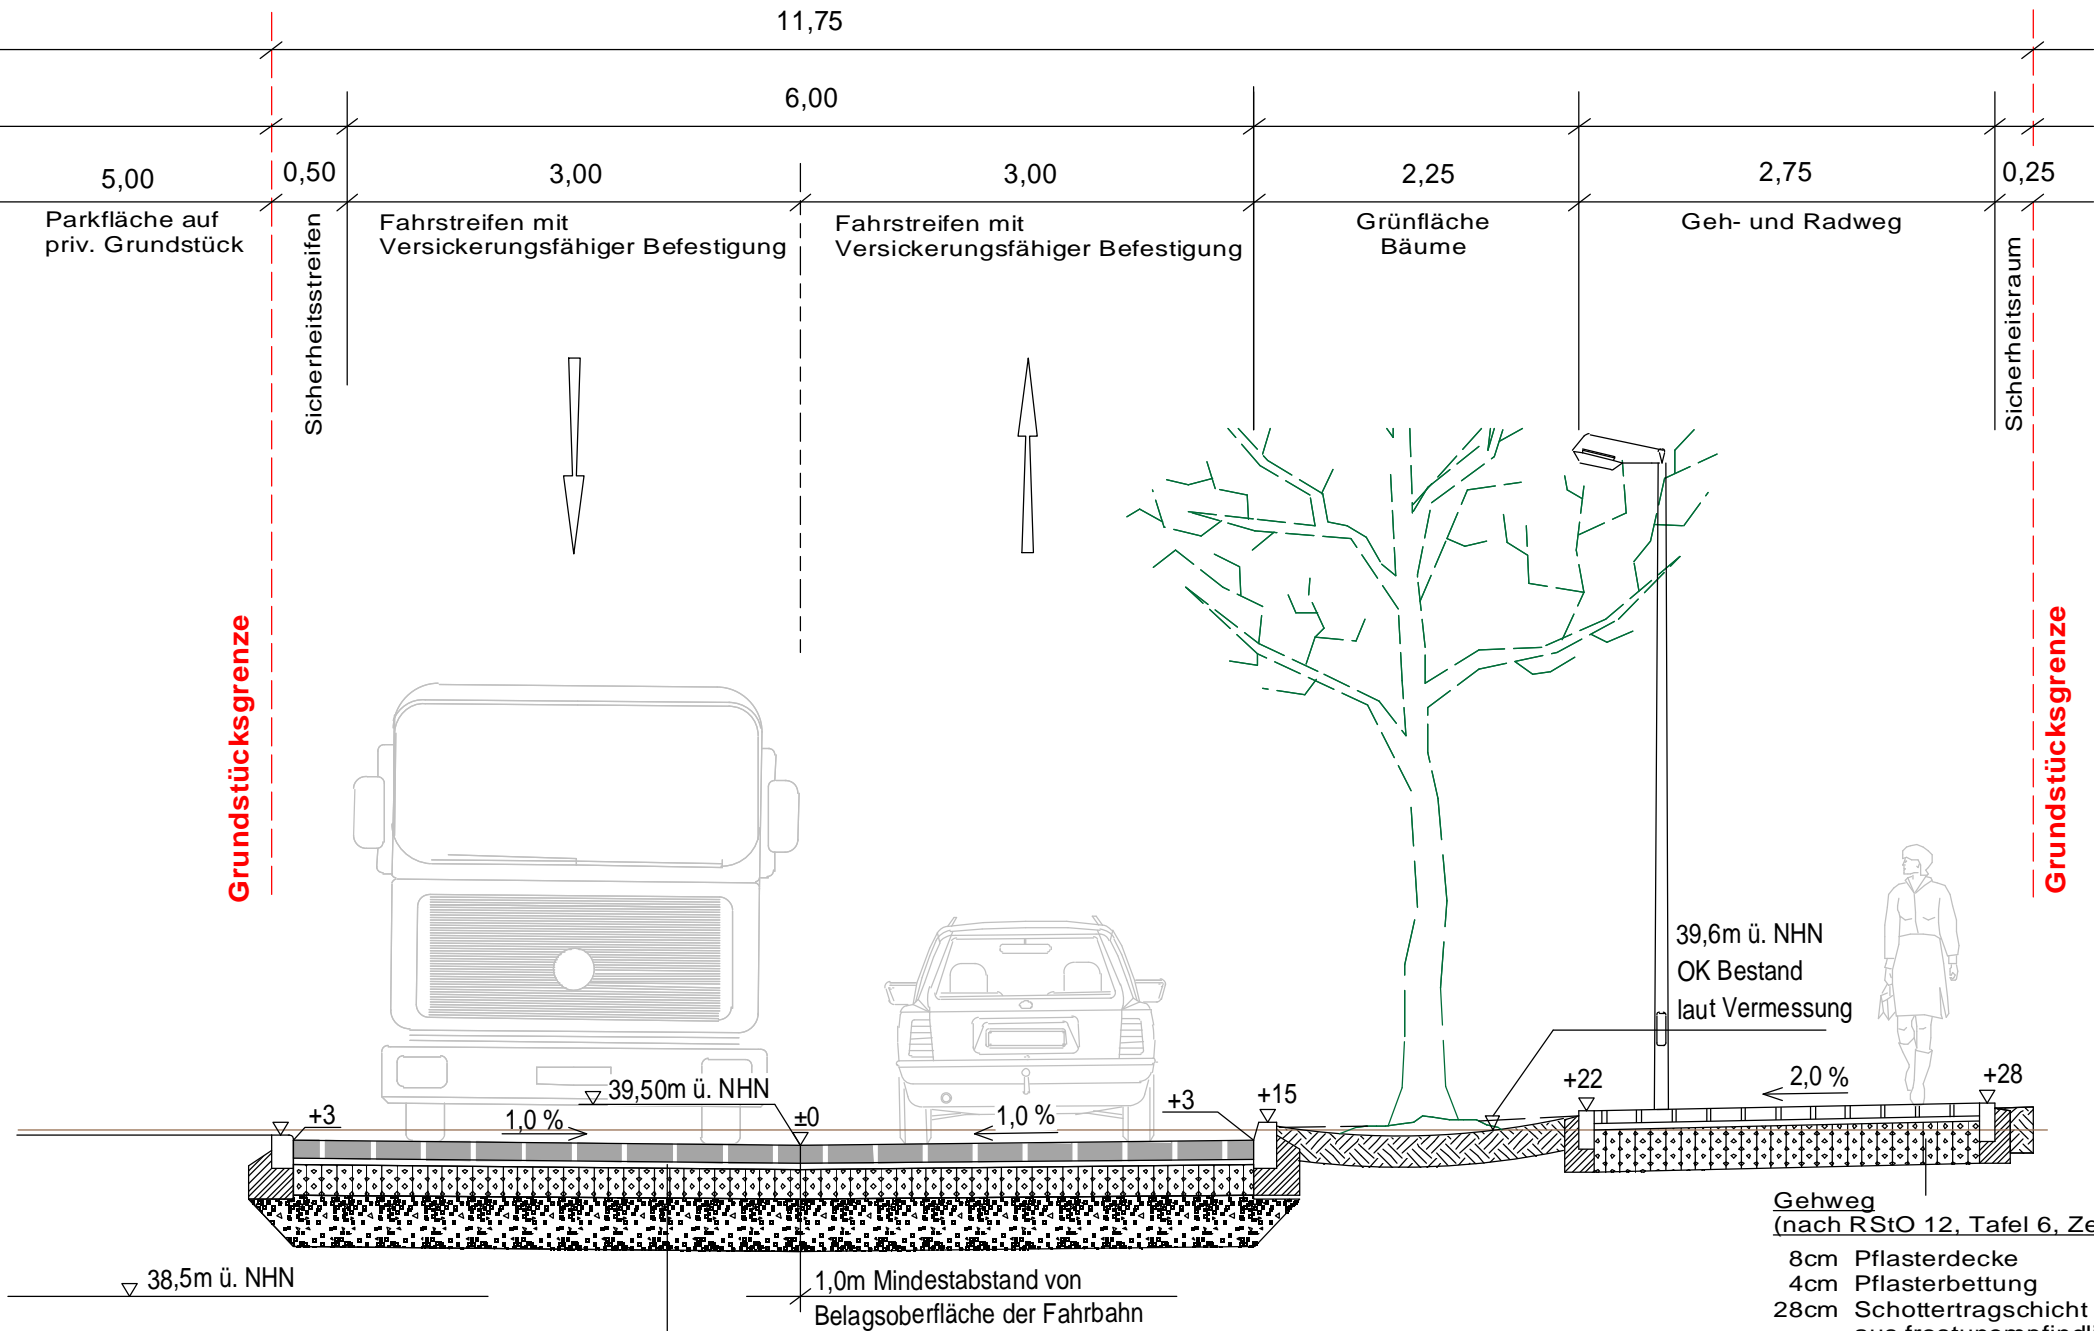 11,75
6,00
5,00
0,50
3,00
3,00
2,25
2,75
0,25
Parkfläche auf
priv. Grundstück
Sicherheitsstreifen
Fahrstreifen mit
Versickerungsfähiger Befestigung
Fahrstreifen mit
Versickerungsfähiger Befestigung
Grünfläche
Bäume
Geh- und Radweg
Sicherheitsraum
Grundstücksgrenze
Grundstücksgrenze
39,6m ü. NHN
OK Bestand
laut Vermessung
+3
1,0 %
39,50m ü. NHN
±0
1,0 %
+3
+15
+22
2,0 %
+28
38,5m ü. NHN
1,0m Mindestabstand von
Belagsoberfläche der Fahrbahn
Gehweg
(nach RStO 12, Tafel 6, Ze
8cm Pflasterdecke
4cm Pflasterbettung
28cm Schottertragschicht